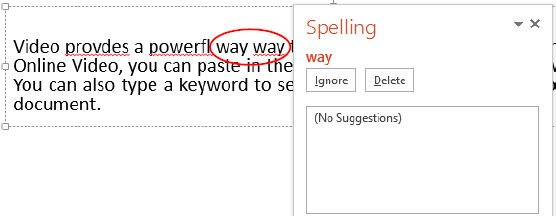 Video provdes a powerfl way way
Online Video, you can paste in the
You can also type a keyword to se
document.
Spelling
way
Ignore
Delete
(No Suggestions)